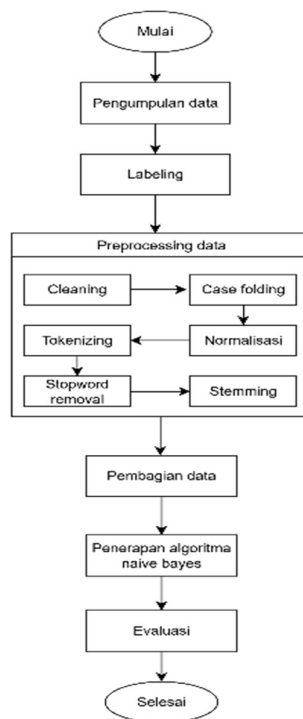 Mulai
Pengumpulan data
Labeling
Preprocessing data
Cleaning
Case folding
Normalisasi
Tokenizing
Stopword
removal
Stemming
Pembagian data
Penerapan algoritma
naive bayes
Evaluasi
Selesai